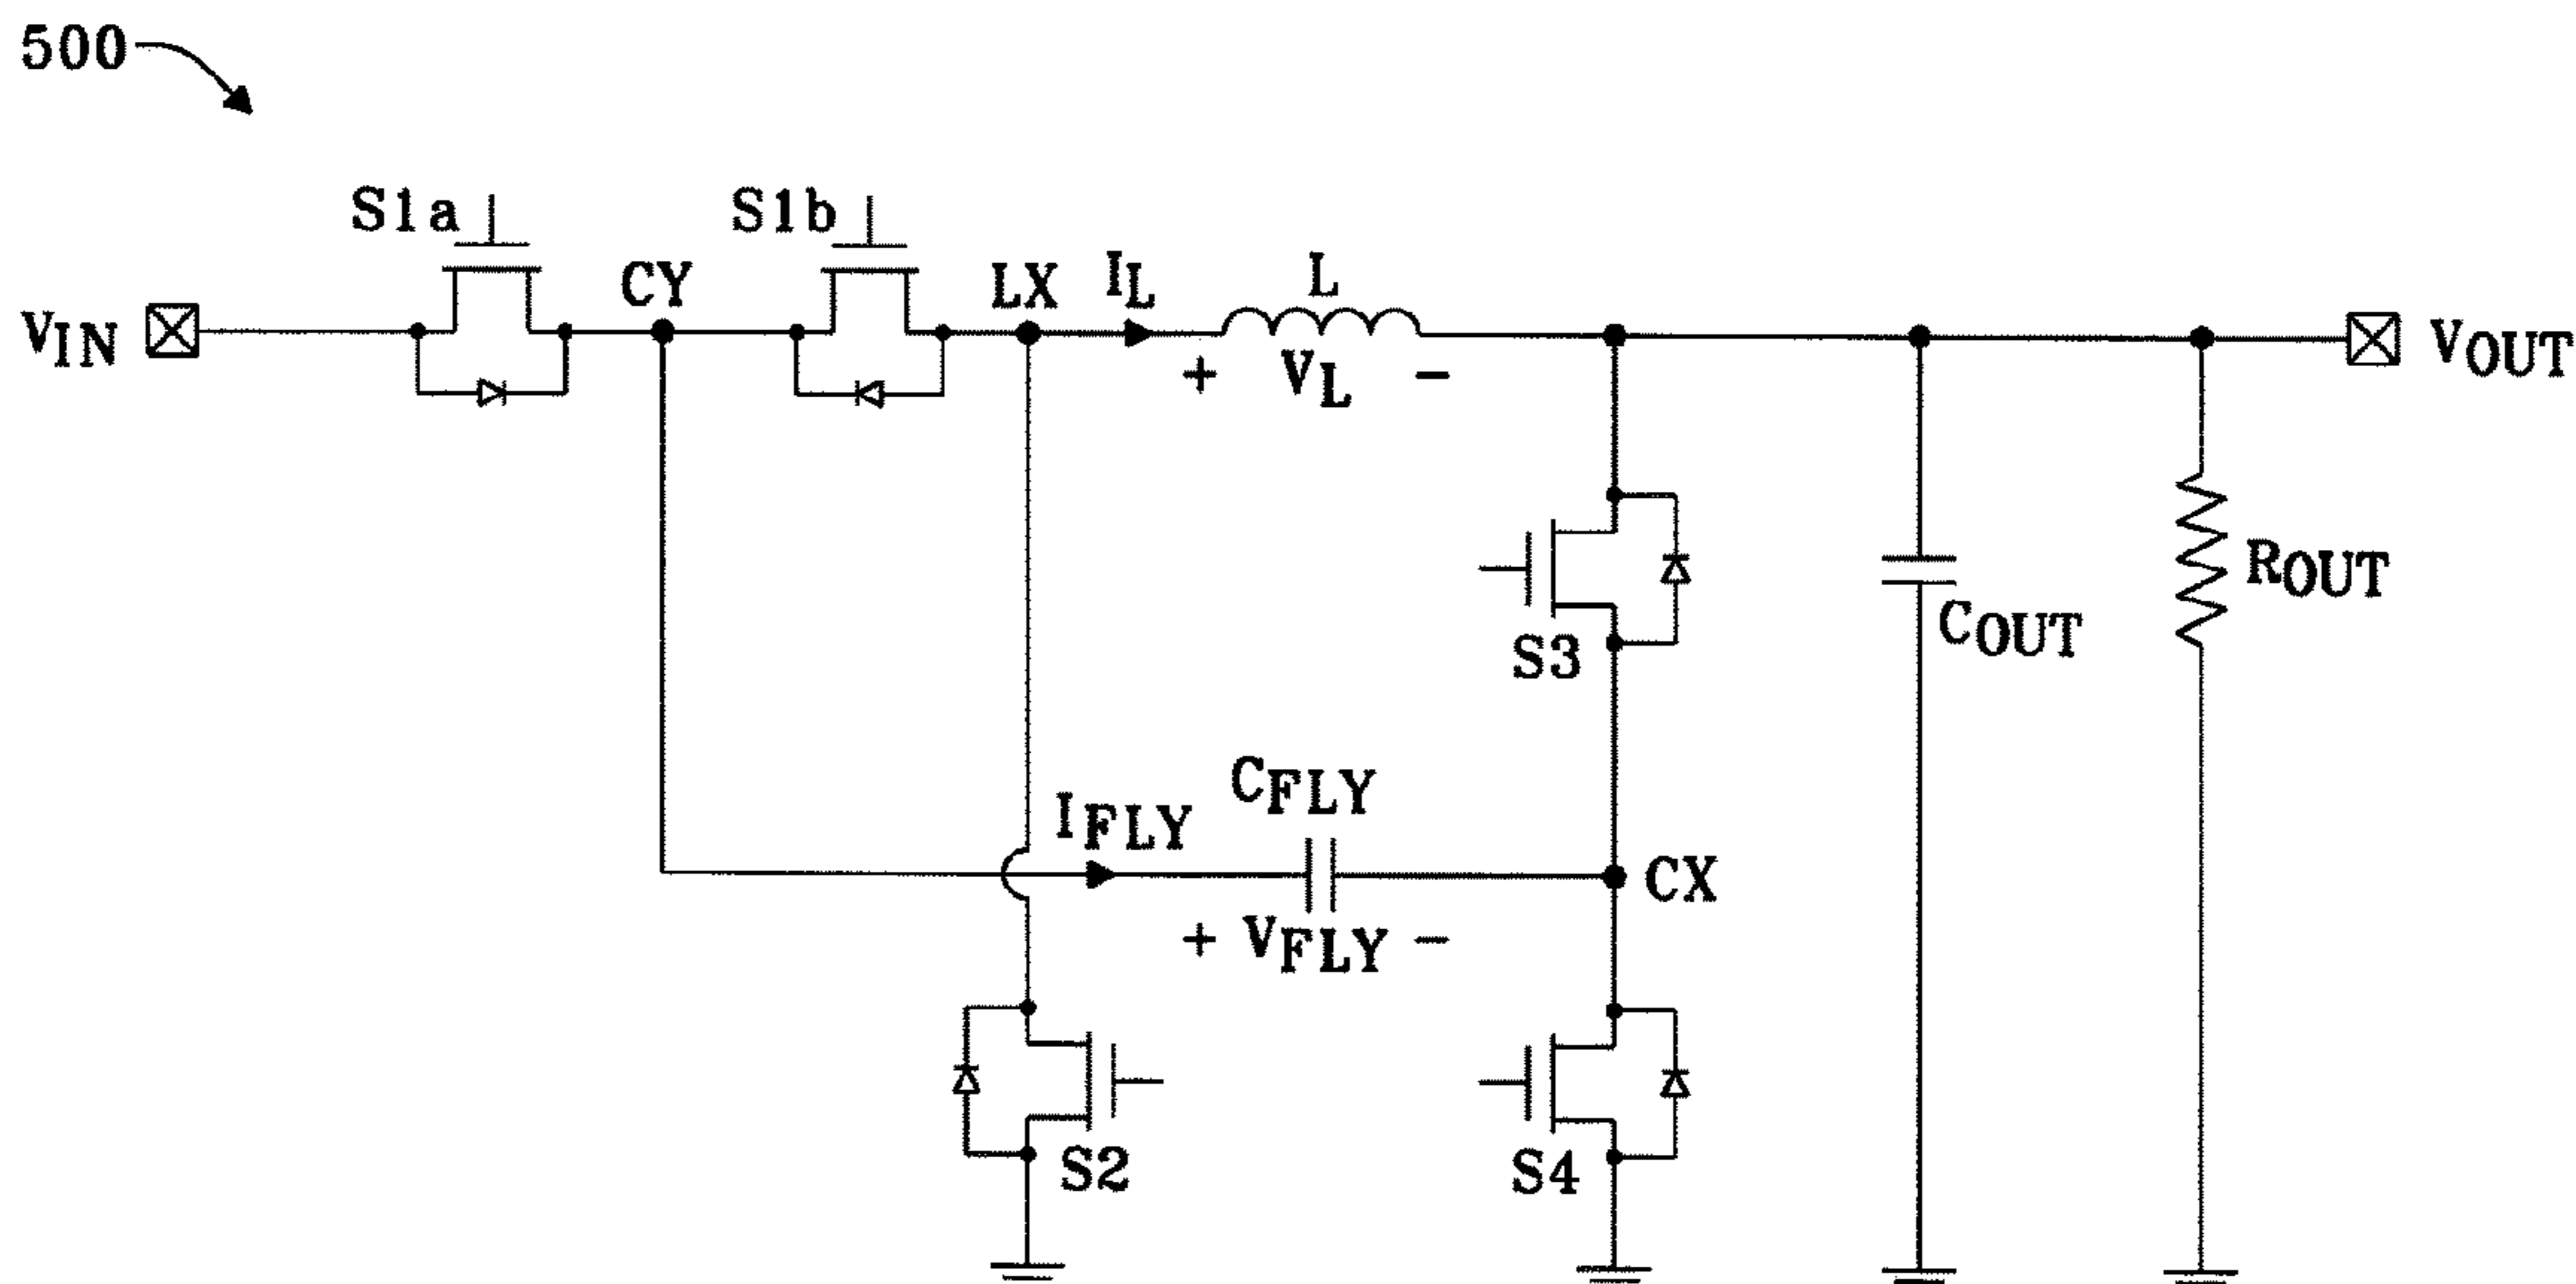 500
S1a
S1b
CY
LX
IL
L
VIN
+ VL -
VOUT
S3
COUT
ROUT
IFLY
CFLY
CX
+ VFLY -
S2
S4